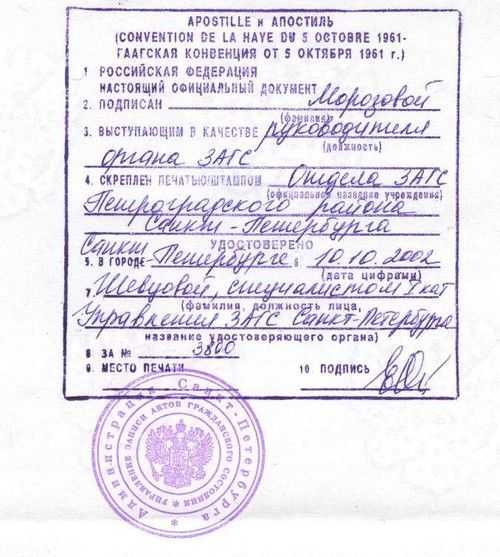 APOSTILLE и АПОСТИЛЬ
(CONVENTION DE LA HAYE DU 5 OCTOBRE 1961-
ГААГСКАЯ КОНВЕНЦИЯ ОТ 5 ОКТЯБРЯ 1961 г.)
1 РОССИЙСКАЯ ФЕДЕРАЦИЯ
НАСТОЯЩИЙ ОФИЦИАЛЬНЫЙ ДОКУМЕНТ
2. ПОДПИСАН Морозовой
(фамилия)
3. ВЫСТУПАЮЩИМ В КАЧЕСТВЕ руководителя
(должность)
органа ЗАГС
4. СКРЕПЛЕН ПЕЧАТЬЮ/ШТАМПОМ Отдела ЗАГС
(официальное название учреждения)
Петроградского района
Санкт-Петербурга
Санкт УДОСТОВЕРЕНО
5. В ГОРОДЕ Петербурге 6 10.10.2002
(дата цифрами)
7. Шевцовой, специалистом I кат
(фамилия, должность лица,
Управления ЗАГС Санкт-Петербурга
название удостоверяющего органа)
8 ЗА № 3800
9. МЕСТО ПЕЧАТИ 10 ПОДПИСЬ
Администрация Санкт-Петербурга
УПРАВЛЕНИЕ ЗАПИСИ АКТОВ ГРАЖДАНСКОГО СОСТОЯНИЯ